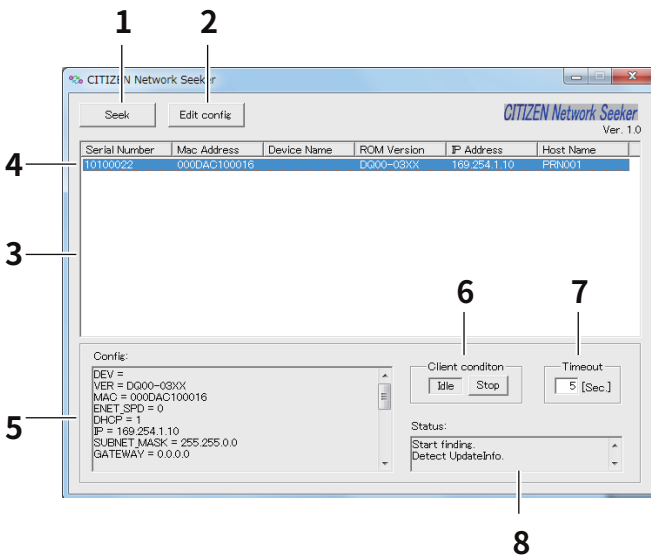 1 2
CITIZEN Network Seeker
Seek Edit config CITIZEN Network Seeker
Ver. 1.0
Serial Number Mac Address Device Name ROM Version IP Address Host Name
4
10100022 000DAC100016 DQ00-03XX 169.254.1.10 PRN001
3
6 7
Config: Client conditon Timeout
DEV =
VER = DQ00-03XX
MAC = 000DAC100016
ENET_SPD = 0
DHCP = 1
IP = 169.254.1.10
SUBNET_MASK = 255.255.0.0
GATEWAY = 0.0.0.0
Idle Stop 5 [Sec.]
5
Status:
Start finding.
Detect UpdateInfo.
8